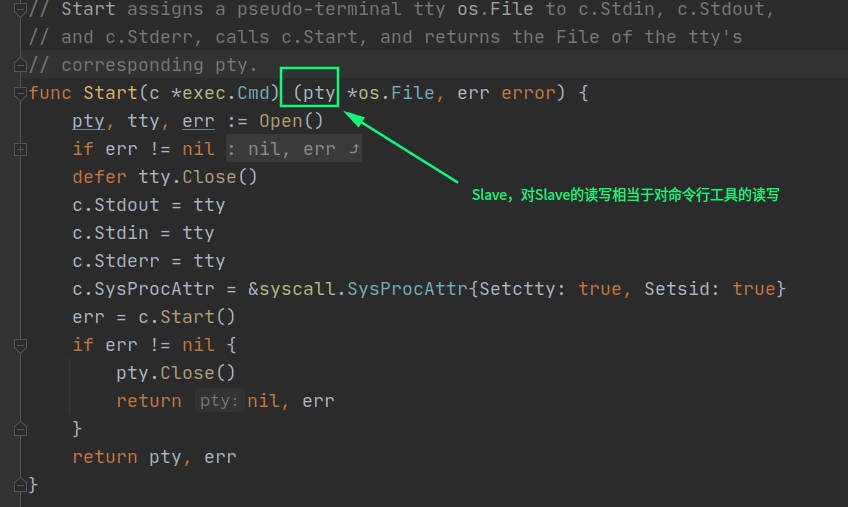 // Start assigns a pseudo-terminal tty os.File to c.Stdin, c.Stdout,
// and c.Stderr, calls c.Start, and returns the File of the tty's
// corresponding pty.
func Start(c *exec.Cmd) (pty *os.File, err error) {
    pty, tty, err := Open()
    if err != nil : nil, err ⤴
    defer tty.Close()
    c.Stdout = tty
    c.Stdin = tty
    c.Stderr = tty
    c.SysProcAttr = &syscall.SysProcAttr{Setctty: true, Setsid: true}
    err = c.Start()
    if err != nil {
        pty.Close()
        return pty: nil, err
    }
    return pty, err
}
Slave，对Slave的读写相当于对命令行工具的读写